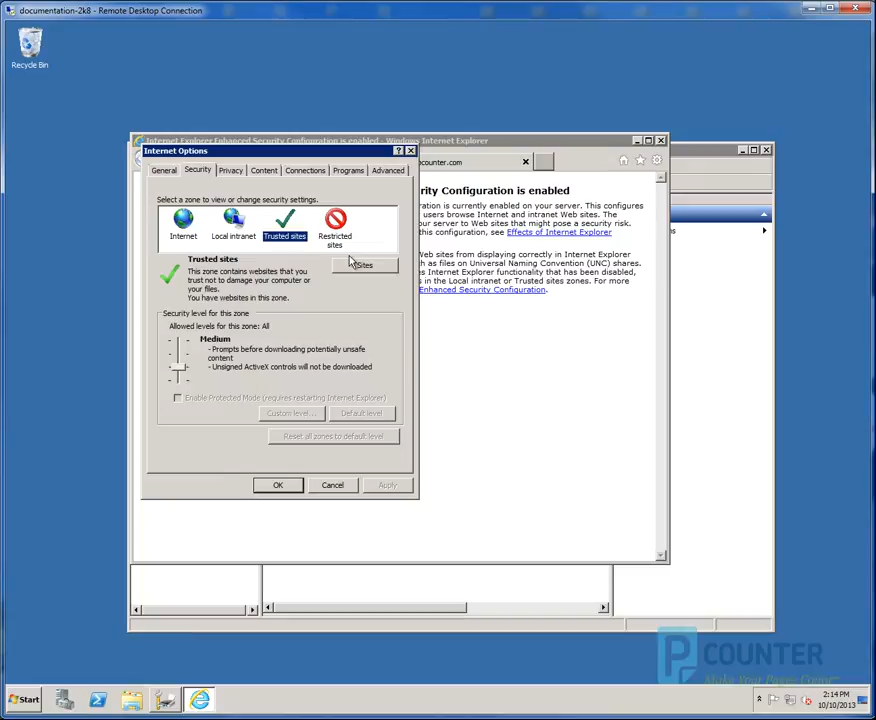 documentation-2k8 - Remote Desktop Connection
Recycle Bin
Internet Explorer Enhanced Security Configuration is enabled - Windows Internet Explorer
Internet Options
General Security Privacy Content Connections Programs Advanced
counter.com
Select a zone to view or change security settings.
Internet Local intranet Trusted sites Restricted sites
Trusted sites
This zone contains websites that you
trust not to damage your computer or
your files.
You have websites in this zone.
Sites
Security level for this zone
Allowed levels for this zone: All
Medium
- Prompts before downloading potentially unsafe
content
- Unsigned ActiveX controls will not be downloaded
Enable Protected Mode (requires restarting Internet Explorer)
Custom level... Default level
Reset all zones to default level
OK Cancel Apply
rity Configuration is enabled
ration is currently enabled on your server. This configures
users browse Internet and intranet Web sites. The
our server to Web sites that might pose a security risk.
this configuration, see Effects of Internet Explorer
Web sites from displaying correctly in Internet Explorer
ch as files on Universal Naming Convention (UNC) shares.
s Internet Explorer functionality that has been disabled,
s in the Local intranet or Trusted sites zones. For more
Enhanced Security Configuration.
PCOUNTER
Make Your Paper Count
Start
2:14 PM
10/10/2013